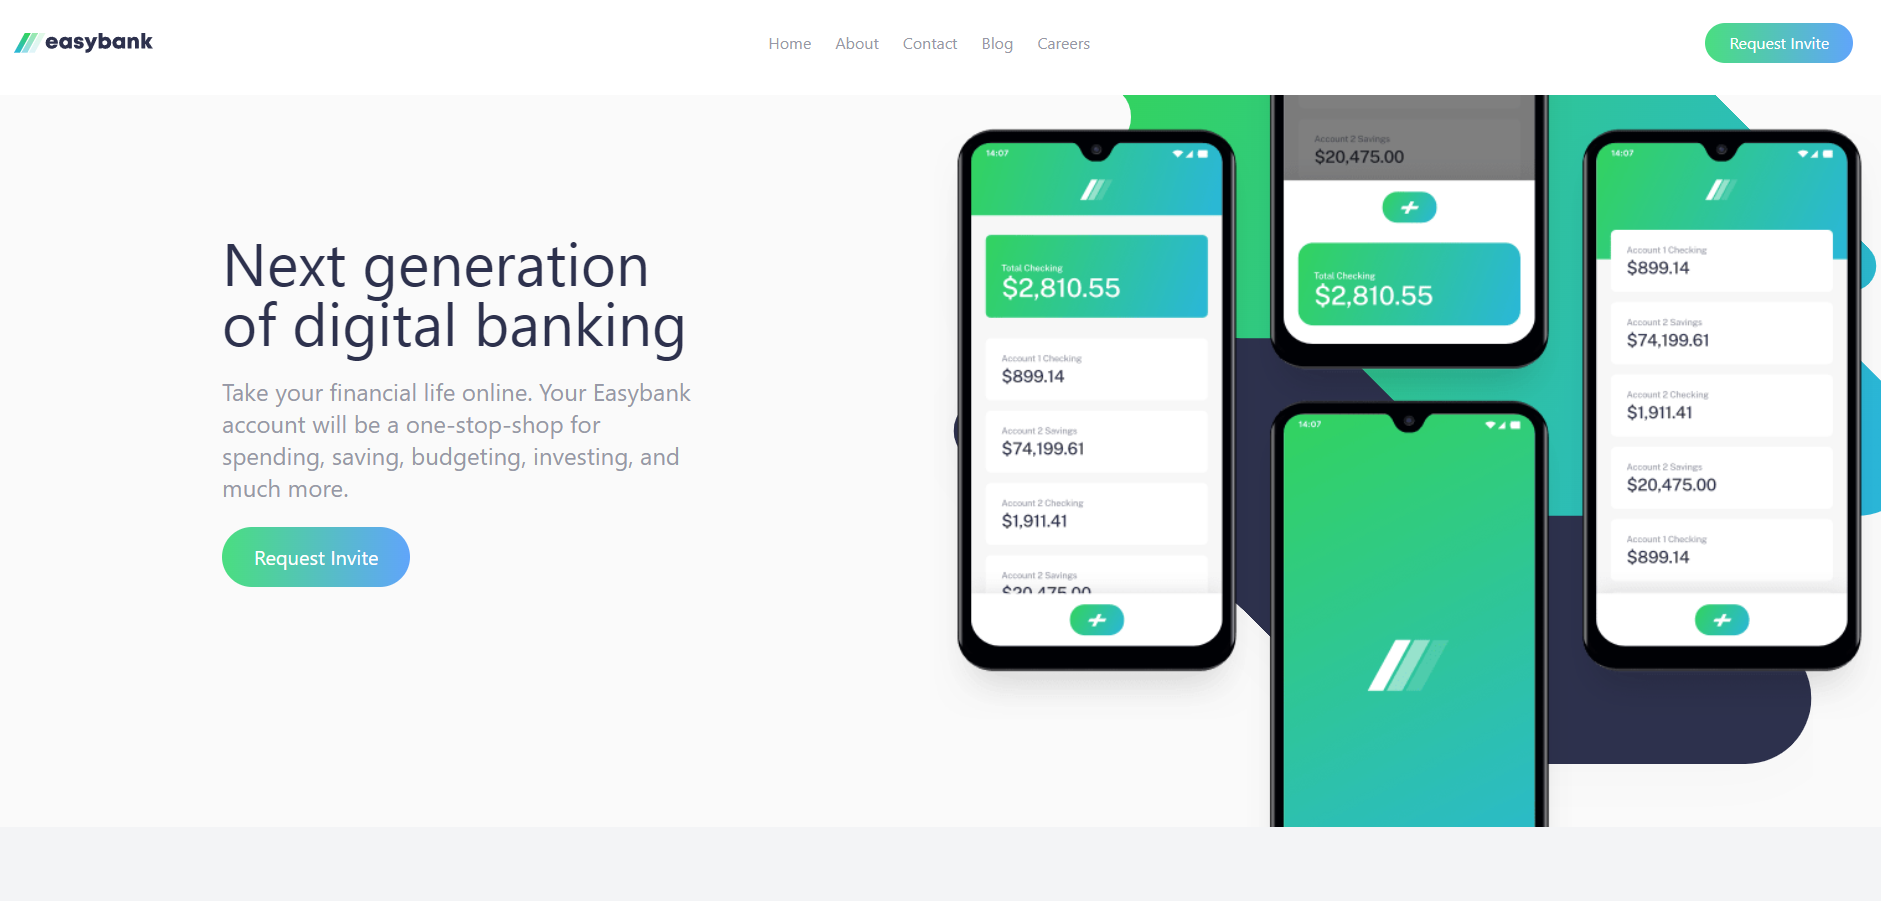 easybank
Home About Contact Blog Careers
Request Invite
Next generation
of digital banking
Take your financial life online. Your Easybank
account will be a one-stop-shop for
spending, saving, budgeting, investing, and
much more.
Request Invite
14:07
Total Checking
$2,810.55
Account 1 Checking
$899.14
Account 2 Savings
$74,199.61
Account 2 Checking
$1,911.41
Account 2 Savings
$20,475.00
Account 2 Savings
$20,475.00
Total Checking
$2,810.55
14:07
14:07
Account 1 Checking
$899.14
Account 2 Savings
$74,199.61
Account 2 Checking
$1,911.41
Account 2 Savings
$20,475.00
Account 1 Checking
$899.14